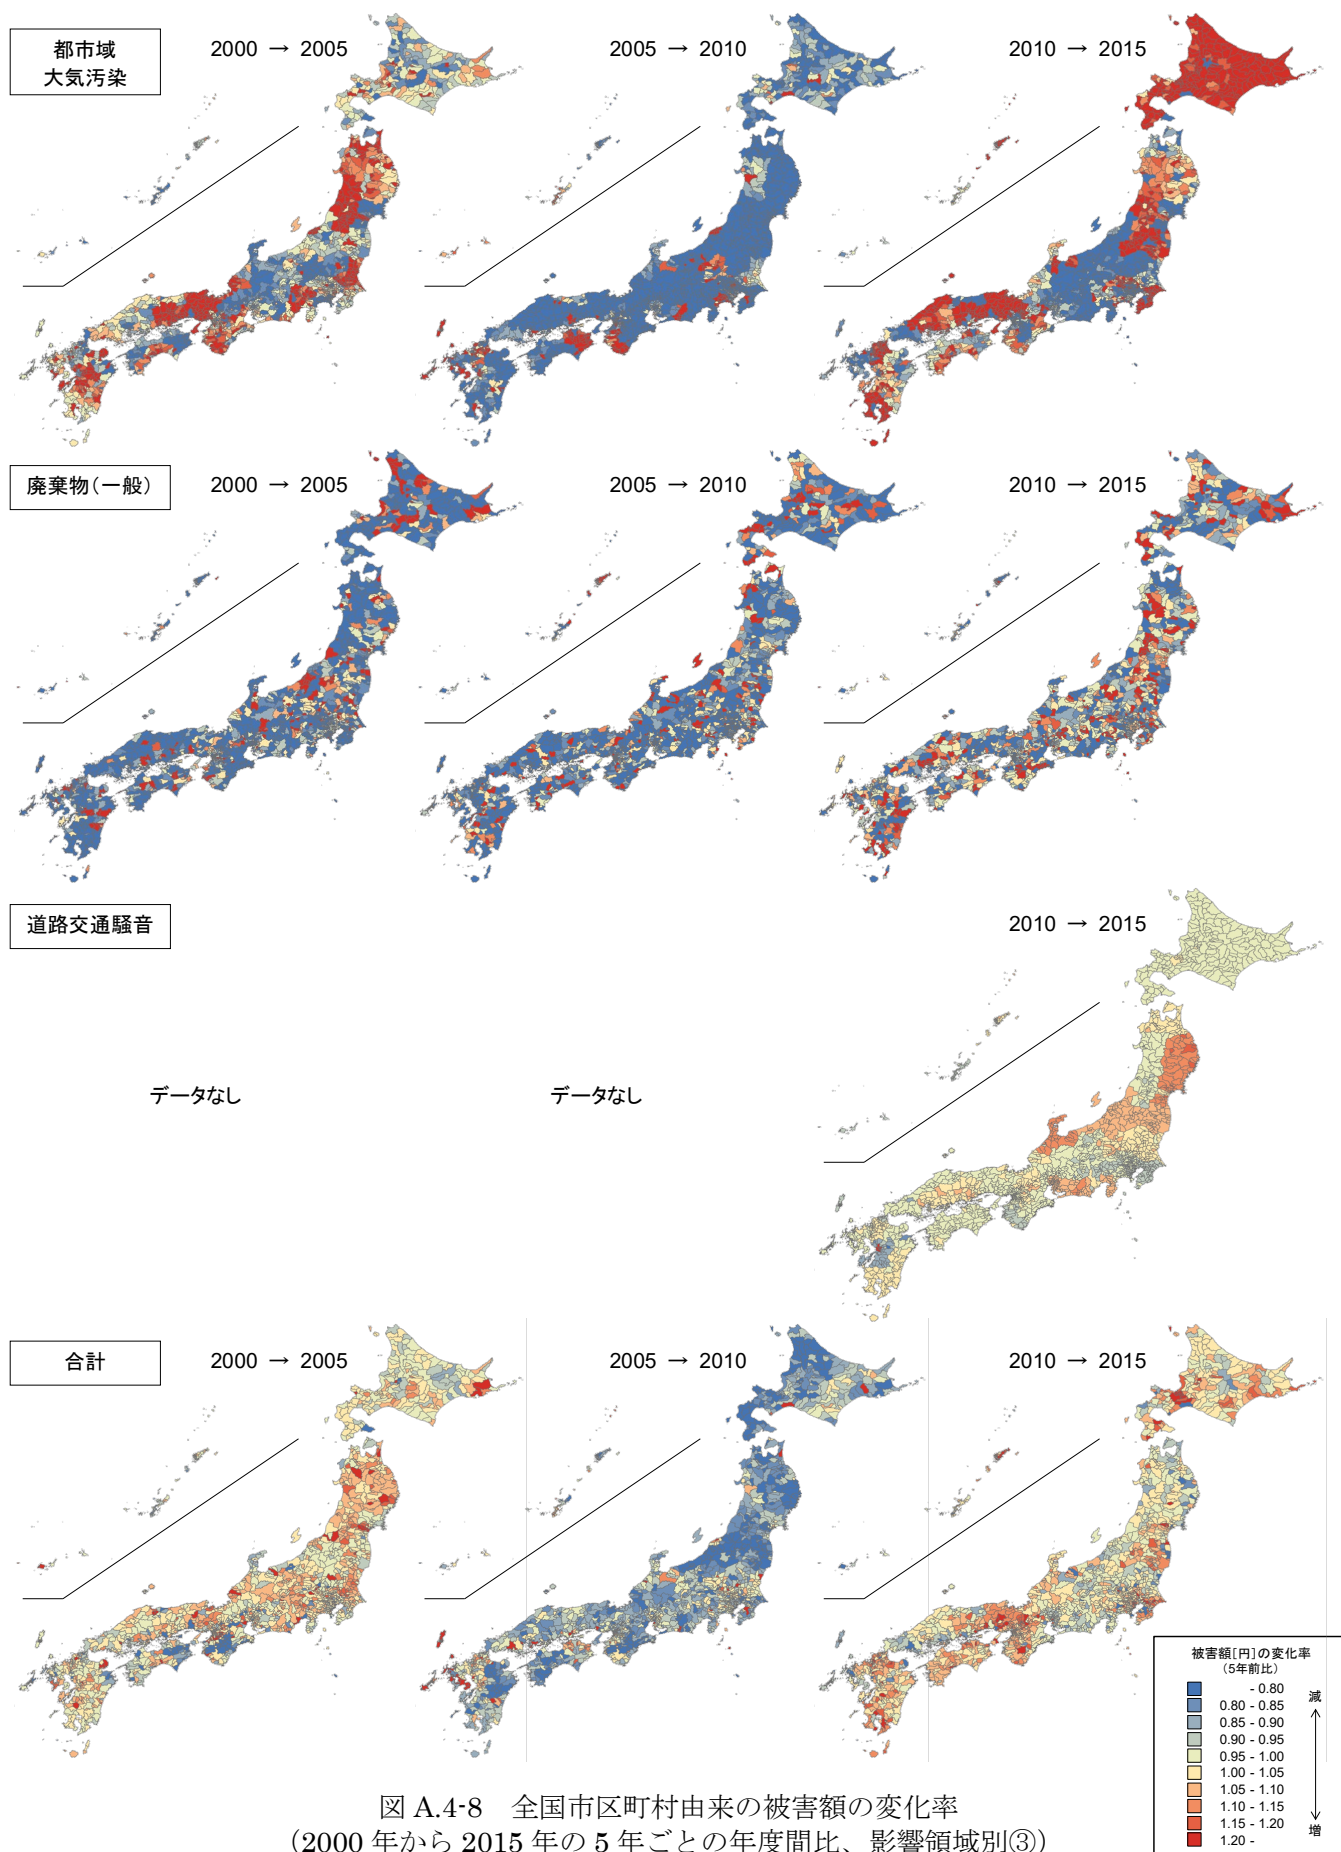 都市域
大気汚染
2000 → 2005
2005 → 2010
2010 → 2015
廃棄物(一般)
2000 → 2005
2005 → 2010
2010 → 2015
道路交通騒音
2010 → 2015
データなし
データなし
合計
2000 → 2005
2005 → 2010
2010 → 2015
被害額[円]の変化率
(5年前比)
- 0.80
0.80 - 0.85
0.85 - 0.90
0.90 - 0.95
0.95 - 1.00
1.00 - 1.05
1.05 - 1.10
1.10 - 1.15
1.15 - 1.20
1.20 -
減
増
図 A.4-8 全国市区町村由来の被害額の変化率
(2000 年から 2015 年の 5 年ごとの年度間比、影響領域別③)